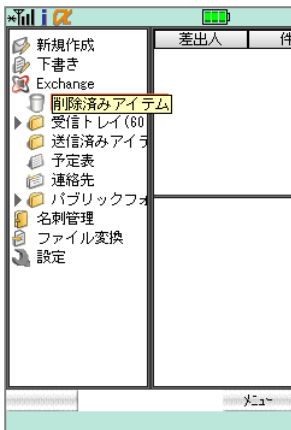 i α
差出人 件
新規作成
下書き
Exchange
削除済みアイテム
受信トレイ(60
送信済みアイテ
予定表
連絡先
パブリックフォ
名刺管理
ファイル変換
設定
メニュー